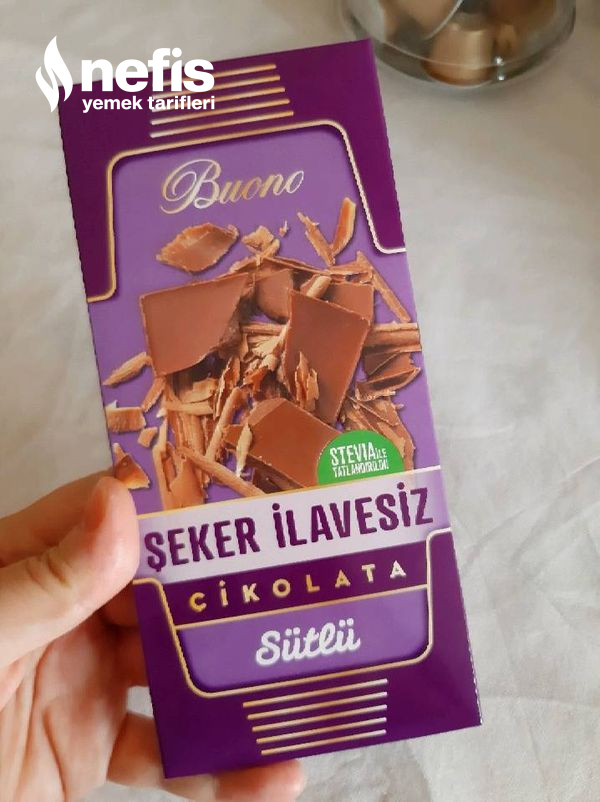 nefis
yemek tarifleri
Buono
STEVIA İLE
TATLANDIRILDI
ŞEKER İLAVESİZ
ÇİKOLATA
Sütlü